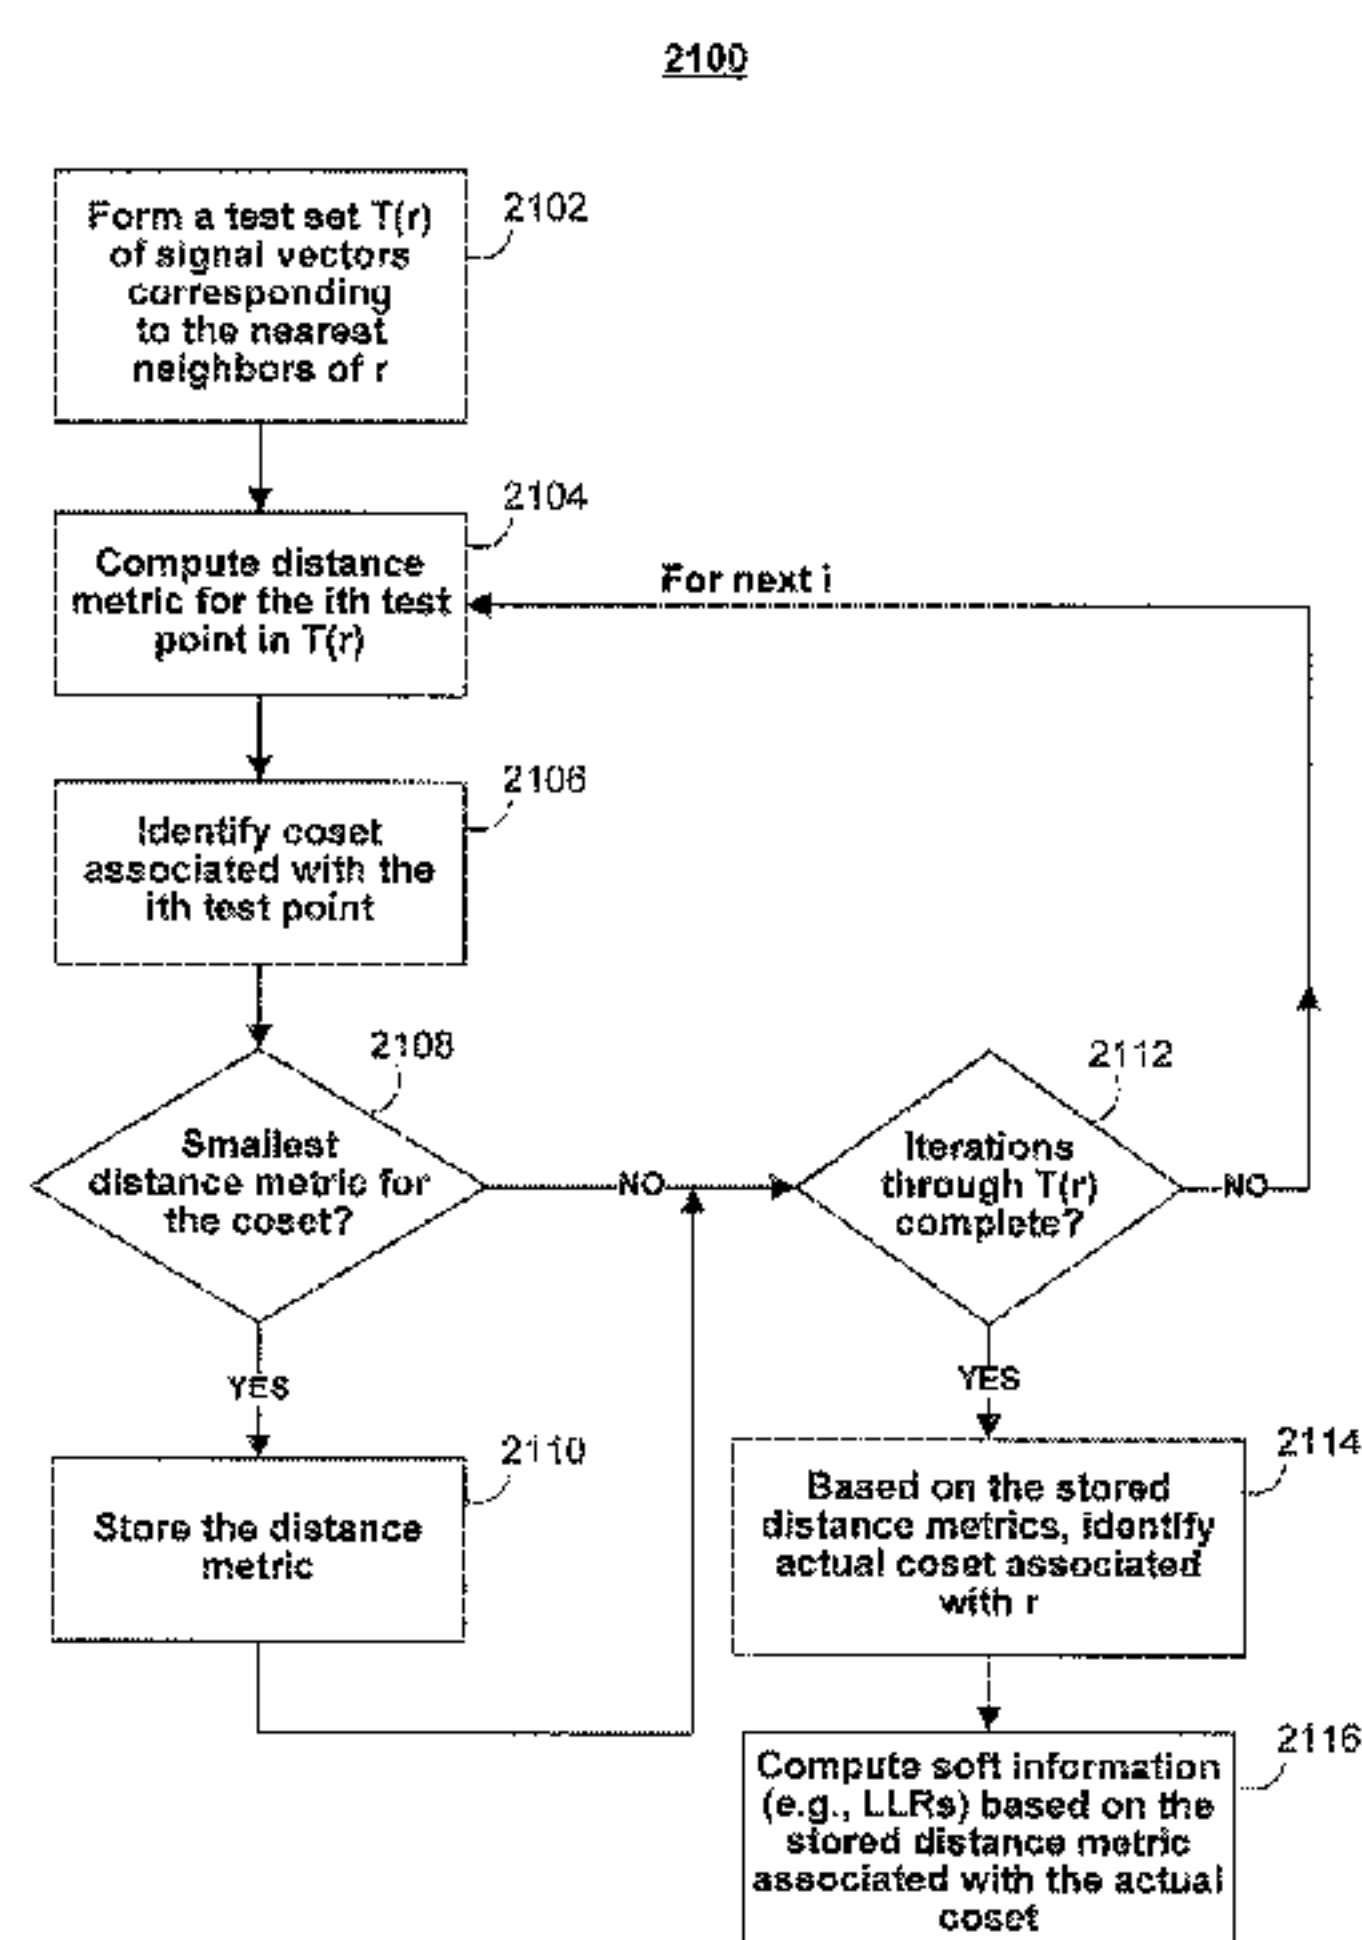 2100
Form a test set T(r)
of signal vectors
corresponding
to the nearest
neighbors of r
2102
Compute distance
metric for the ith test
point in T(r)
2104
For next i
Identify coset
associated with the
ith test point
2106
Smallest
distance metric for
the coset?
2108
NO
YES
Iterations
through T(r)
complete?
2112
NO
YES
Store the distance
metric
2110
Based on the stored
distance metrics, identify
actual coset associated
with r
2114
Compute soft information
(e.g., LLRs) based on the
stored distance metric
associated with the actual
coset
2116